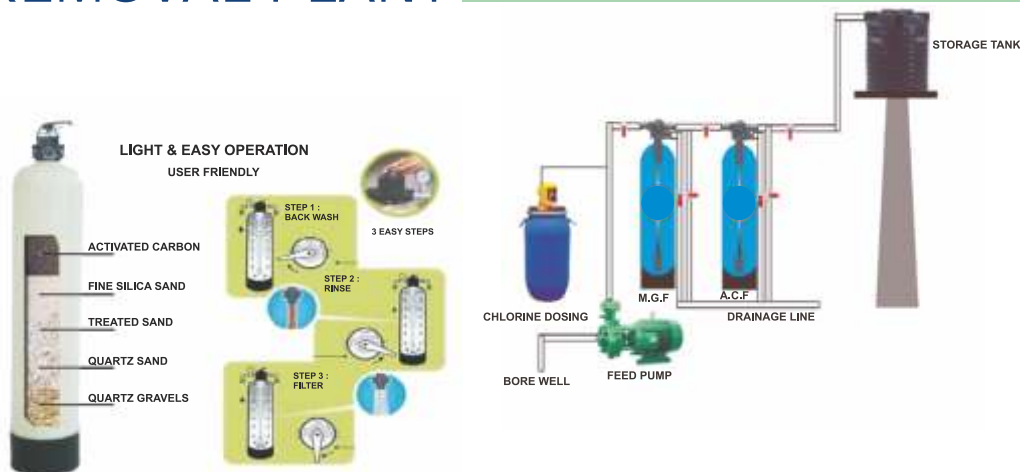 REMOVAL PLANT
LIGHT & EASY OPERATION
USER FRIENDLY
ACTIVATED CARBON
FINE SILICA SAND
TREATED SAND
QUARTZ SAND
QUARTZ GRAVELS
STEP 1 :
BACK WASH
3 EASY STEPS
STEP 2 :
RINSE
STEP 3 :
FILTER
STORAGE TANK
CHLORINE DOSING
M.G.F
A.C.F
DRAINAGE LINE
BORE WELL
FEED PUMP